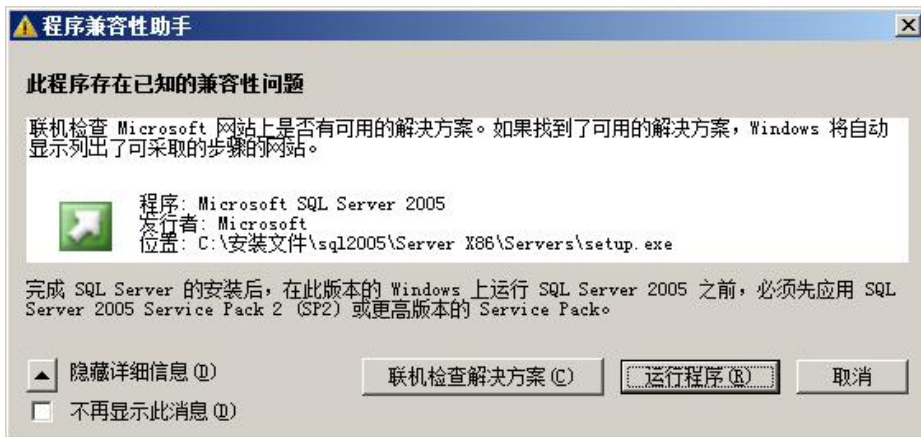 程序兼容性助手
此程序存在已知的兼容性问题
联机检查 Microsoft 网站上是否有可用的解决方案。如果找到了可用的解决方案，Windows 将自动
显示列出了可采取的步骤的网站。
程序: Microsoft SQL Server 2005
发行者: Microsoft
位置: C:\安装文件\sql2005\Server X86\Servers\setup.exe
完成 SQL Server 的安装后，在此版本的 Windows 上运行 SQL Server 2005 之前，必须先应用 SQL
Server 2005 Service Pack 2 (SP2) 或更高版本的 Service Pack。
隐藏详细信息(D)
联机检查解决方案(C)
运行程序(R)
取消
不再显示此消息(D)